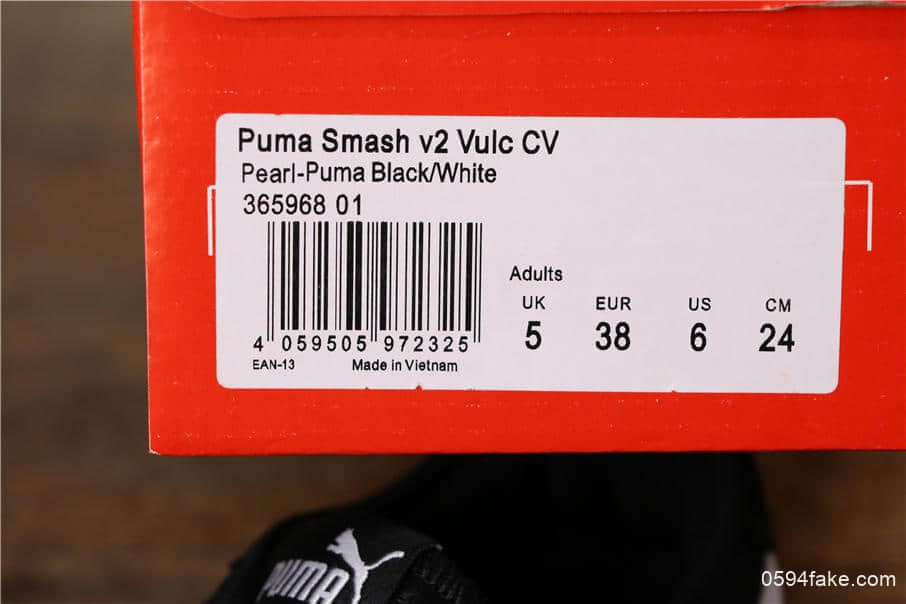 Puma Smash v2 Vulc CV
Pearl-Puma Black/White
365968 01
4 059505 972325
EAN-13 Made in Vietnam
Adults
UK EUR US CM
5 38 6 24
PUMA
0594fake.com